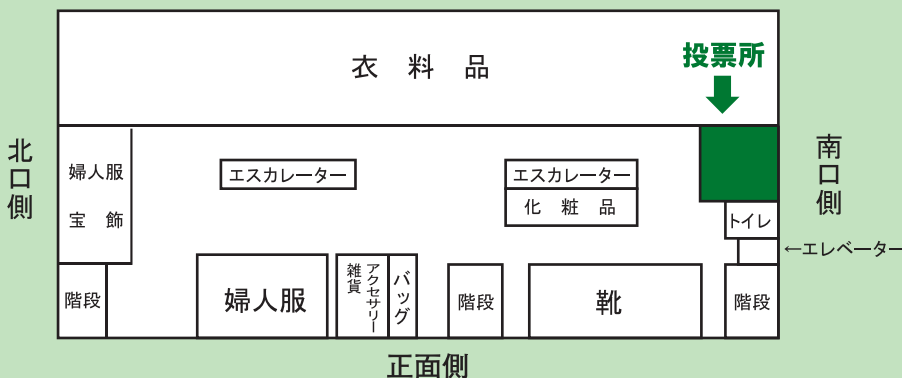 衣料品
投票所
北口側
南口側
婦人服
宝飾
エスカレーター
エスカレーター
化粧品
トイレ
←エレベーター
階段
婦人服
アクセサリー
雑貨
バッグ
階段
靴
階段
正面側